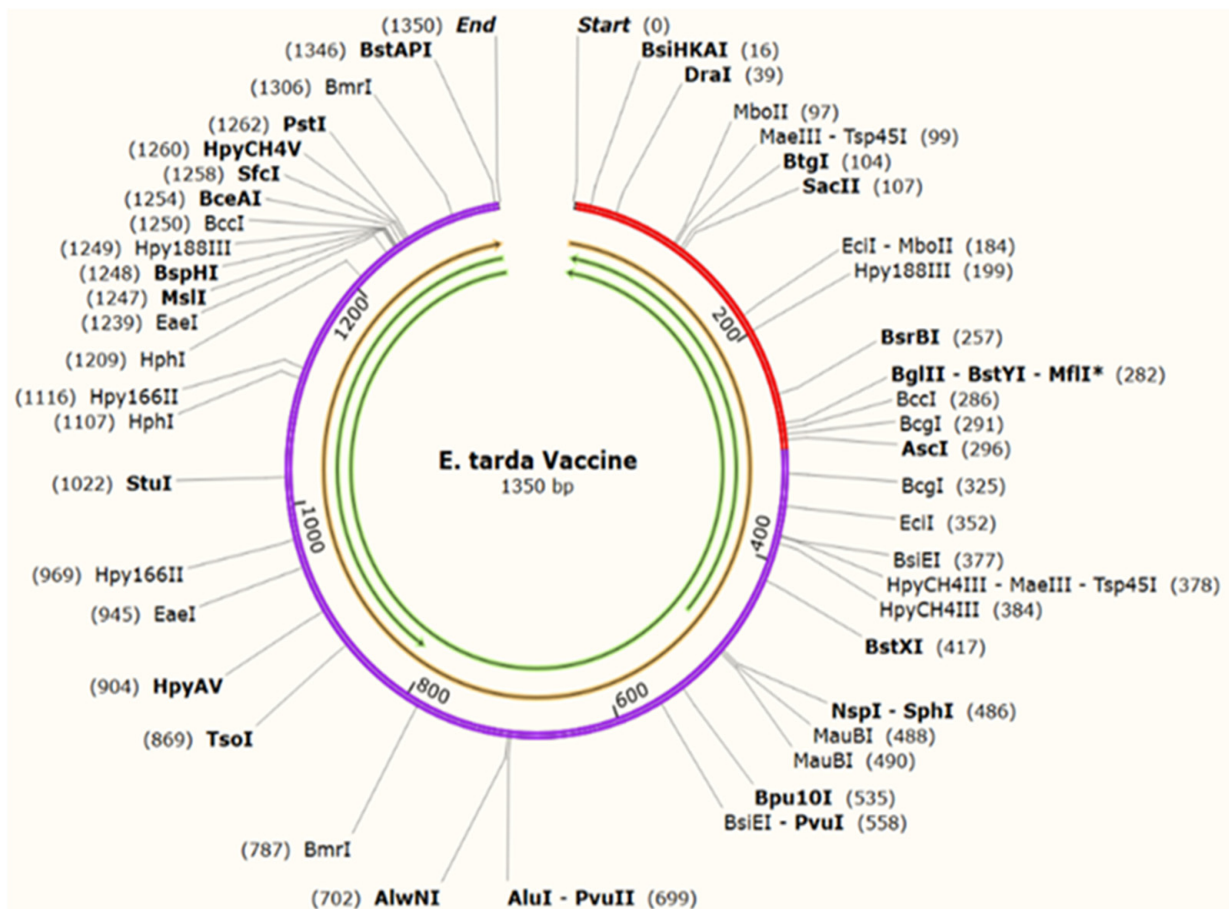 (1350) End
Start (0)
(1346) BstAPI
BsiHKAI (16)
(1306) BmrI
DraI (39)
(1262) PstI
MboII (97)
(1260) HpyCH4V
MaeIII - Tsp45I (99)
(1258) SfcI
BtgI (104)
(1254) BceAI
SacII (107)
(1250) BccI
(1249) Hpy188III
EciI - MboII (184)
(1248) BspHI
Hpy188III (199)
(1247) MslI
(1239) EaeI
1200
200
BsrBI (257)
(1209) HphI
BglII - BstYI - MflI* (282)
(1116) Hpy166II
BccI (286)
(1107) HphI
BcgI (291)
AscI (296)
E. tarda Vaccine
1350 bp
(1022) StuI
BcgI (325)
EciI (352)
1000
400
BsiEI (377)
(969) Hpy166II
HpyCH4III - MaeIII - Tsp45I (378)
(945) EaeI
HpyCH4III (384)
BstXI (417)
(904) HpyAV
800
600
NspI - SphI (486)
(869) TsoI
MauBI (488)
MauBI (490)
Bpu10I (535)
BsiEI - PvuI (558)
(787) BmrI
(702) AlwNI
AluI - PvuII (699)